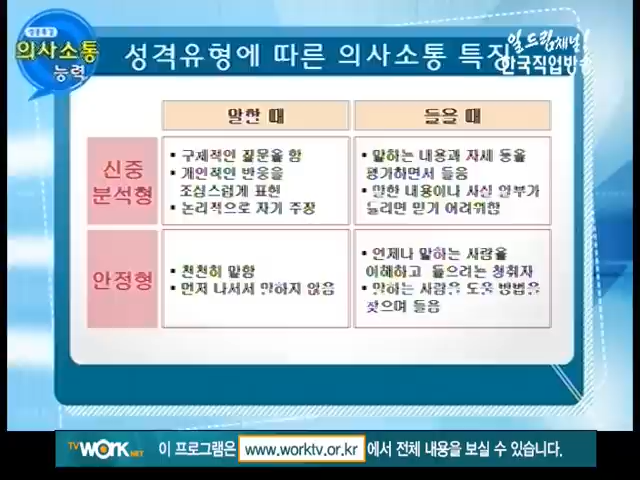 의사소통
능력
성격유형에 따른 의사소통 특징
일드림채널!
한국직업방송
말할 때
들을 때
신중
분석형
• 구체적인 질문을 함
• 개인적인 반응을
조심스럽게 표현
• 논리적으로 자기 주장
• 말하는 내용과 자세 등을
평가하면서 들음
• 말한 내용이나 사실 일부가
틀리면 믿기 어려워함
안정형
• 천천히 말함
• 먼저 나서서 말하지 않음
• 언제나 말하는 사람을
이해하고 들으려는 청취자
• 말하는 사람을 도울 방법을
찾으며 들음
TV WORK NET 이 프로그램은 www.worktv.or.kr 에서 전체 내용을 보실 수 있습니다.